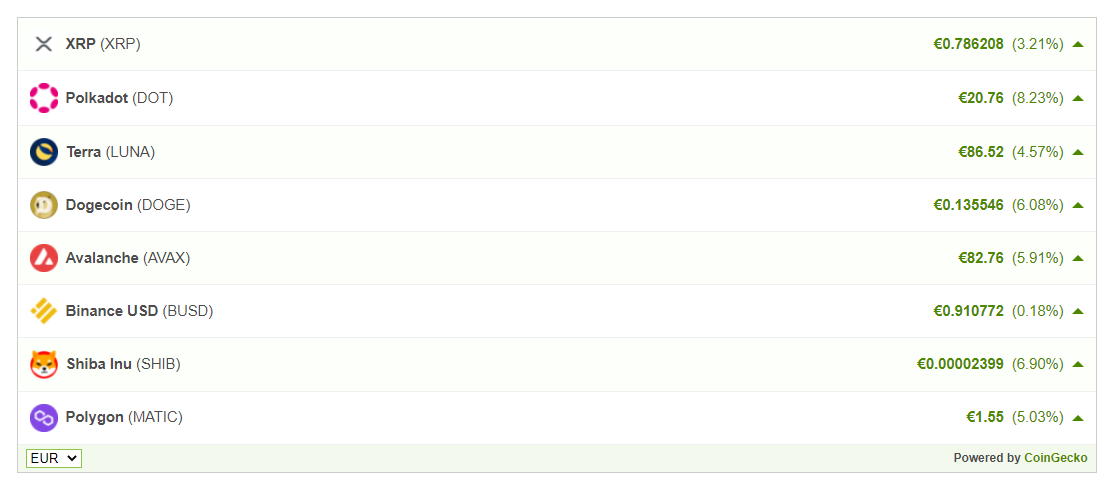 XRP (XRP) €0.786208 (3.21%)
Polkadot (DOT) €20.76 (8.23%)
Terra (LUNA) €86.52 (4.57%)
Dogecoin (DOGE) €0.135546 (6.08%)
Avalanche (AVAX) €82.76 (5.91%)
Binance USD (BUSD) €0.910772 (0.18%)
Shiba Inu (SHIB) €0.00002399 (6.90%)
Polygon (MATIC) €1.55 (5.03%)
EUR Powered by CoinGecko